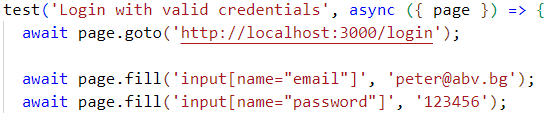 test('Login with valid credentials', async ({ page }) => {
  await page.goto('http://localhost:3000/login');

  await page.fill('input[name="email"]', 'peter@abv.bg');
  await page.fill('input[name="password"]', '123456');